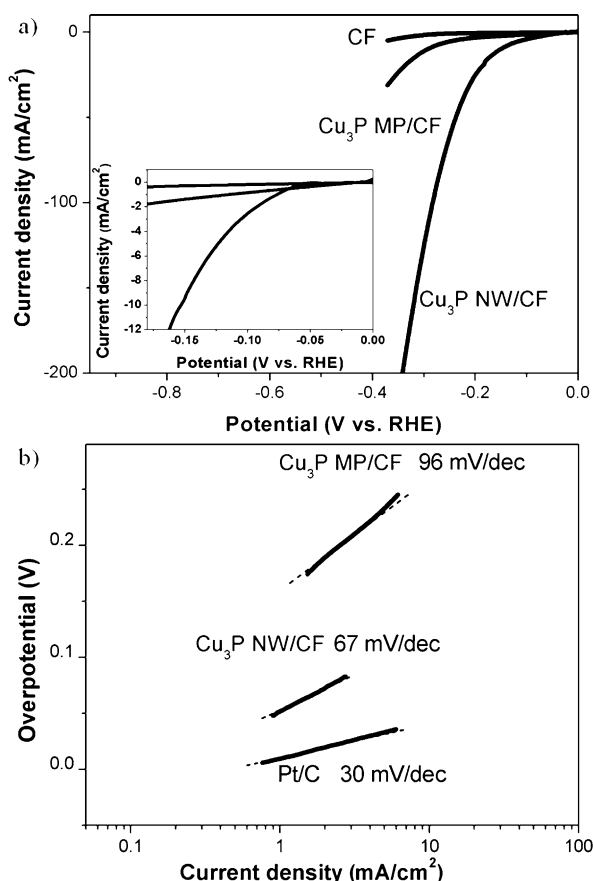 a)
0
CF
Cu₃P MP/CF
Cu₃P NW/CF
-100
-200
Current density (mA/cm²)
0
-2
-4
-6
-8
-10
-12
Current density (mA/cm²)
-0.15 -0.10 -0.05 0.00
Potential (V vs. RHE)
-0.8 -0.6 -0.4 -0.2 0.0
Potential (V vs. RHE)
b)
Cu₃P MP/CF 96 mV/dec
0.2
Cu₃P NW/CF 67 mV/dec
0.1
0.0
Pt/C 30 mV/dec
Overpotential (V)
0.1 1 10 100
Current density (mA/cm²)